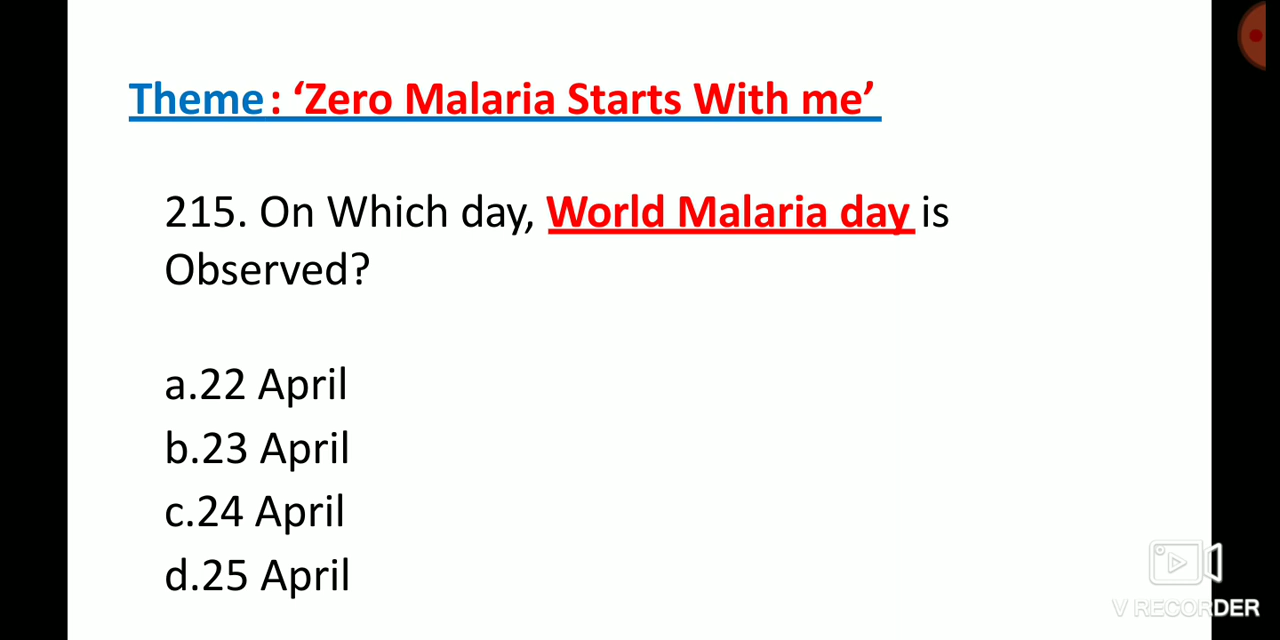 Theme: ‘Zero Malaria Starts With me’
215. On Which day, World Malaria day is
Observed?
a.22 April
b.23 April
c.24 April
d.25 April
V RECORDER